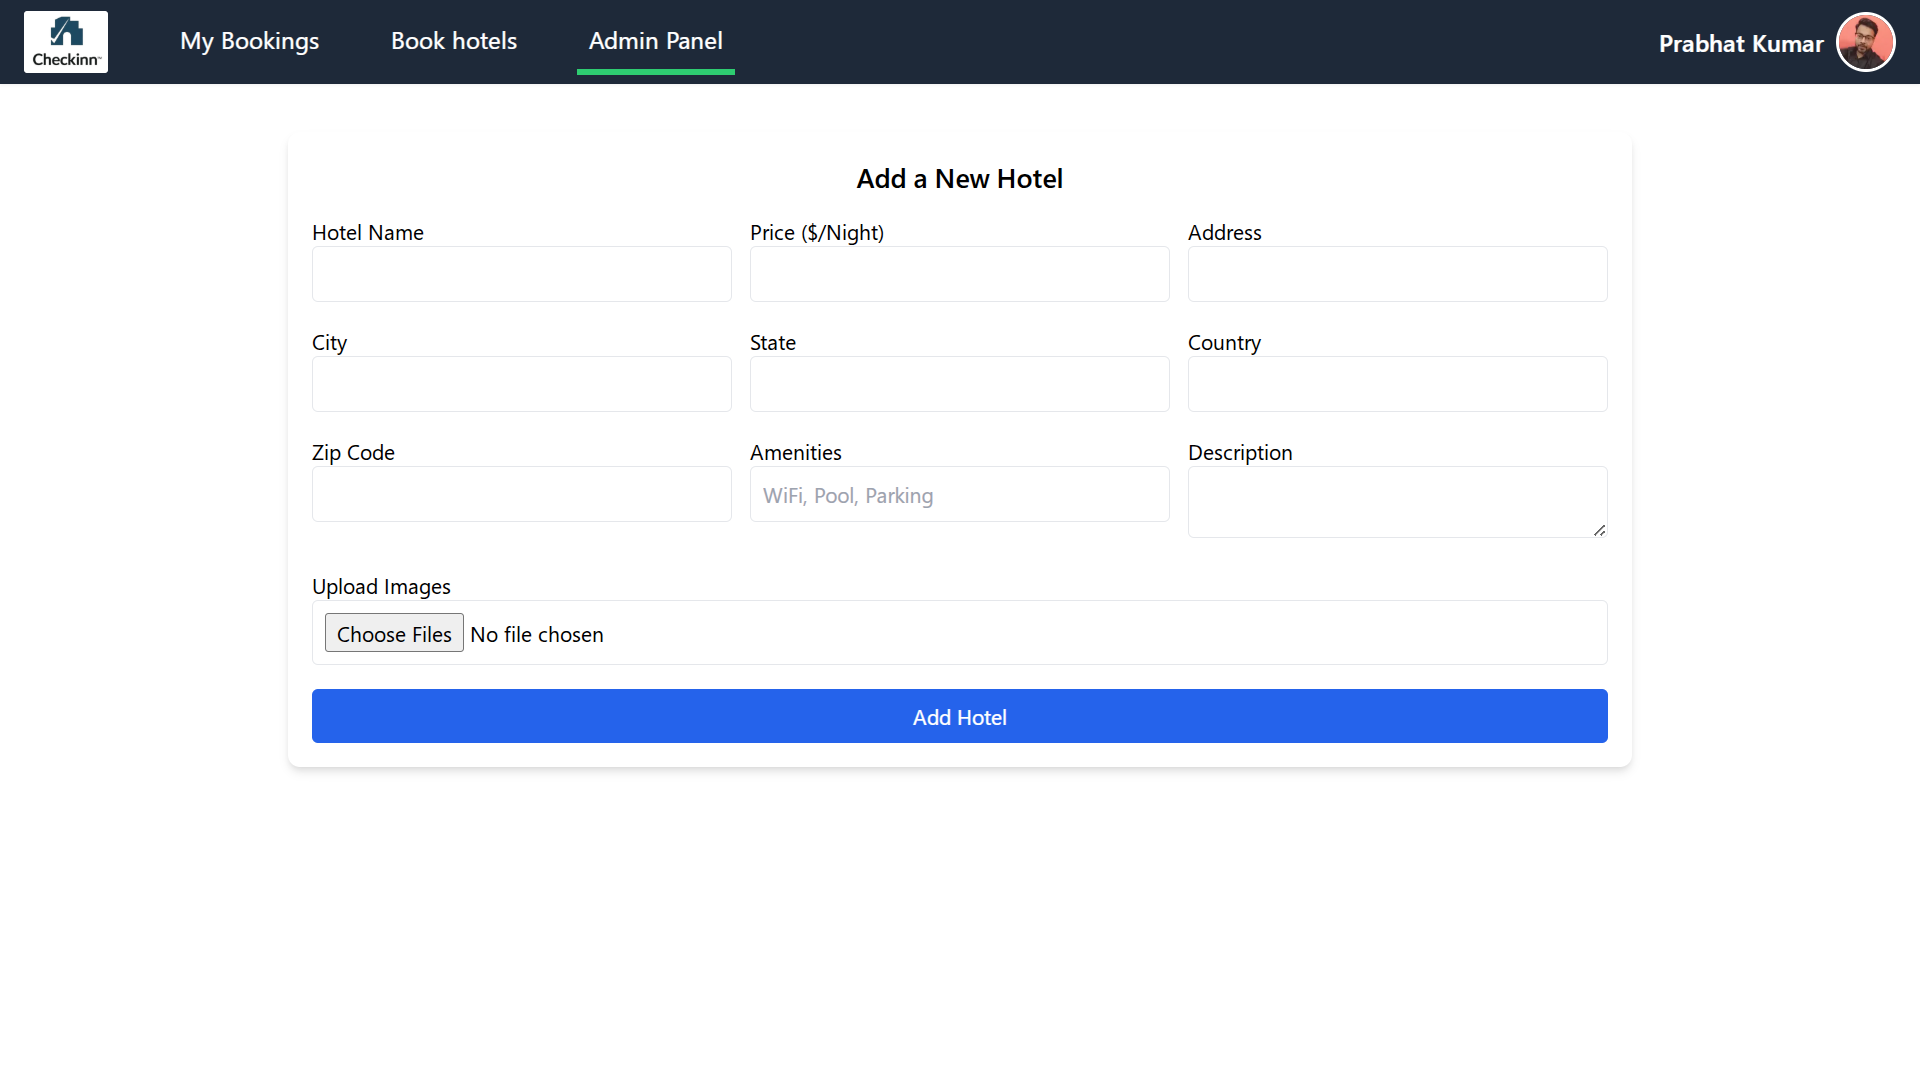 Checkinn™
My Bookings
Book hotels
Admin Panel
Prabhat Kumar
Add a New Hotel
Hotel Name
Price ($/Night)
Address
City
State
Country
Zip Code
Amenities
Description
WiFi, Pool, Parking
Upload Images
Choose Files No file chosen
Add Hotel